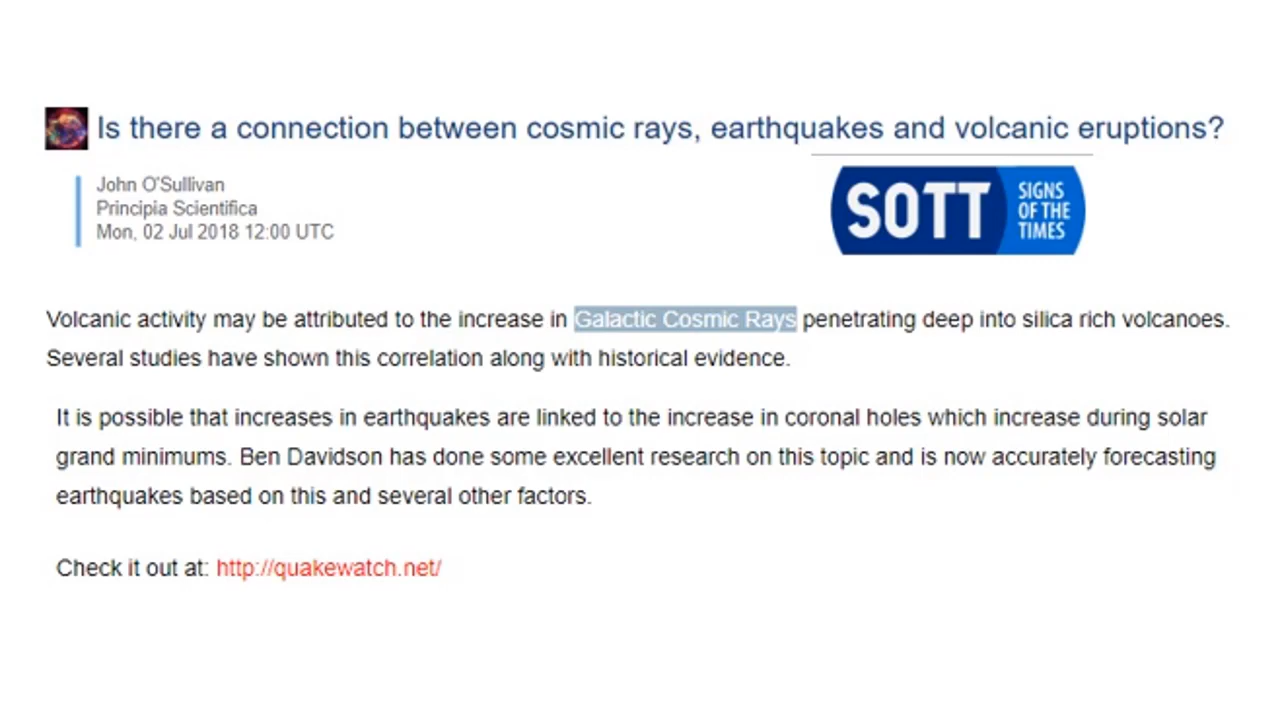 Is there a connection between cosmic rays, earthquakes and volcanic eruptions?
John O'Sullivan
Principia Scientifica
Mon, 02 Jul 2018 12:00 UTC
SOTT
SIGNS
OF THE
TIMES
Volcanic activity may be attributed to the increase in Galactic Cosmic Rays penetrating deep into silica rich volcanoes.
Several studies have shown this correlation along with historical evidence.
It is possible that increases in earthquakes are linked to the increase in coronal holes which increase during solar
grand minimums. Ben Davidson has done some excellent research on this topic and is now accurately forecasting
earthquakes based on this and several other factors.
Check it out at: http://quakewatch.net/